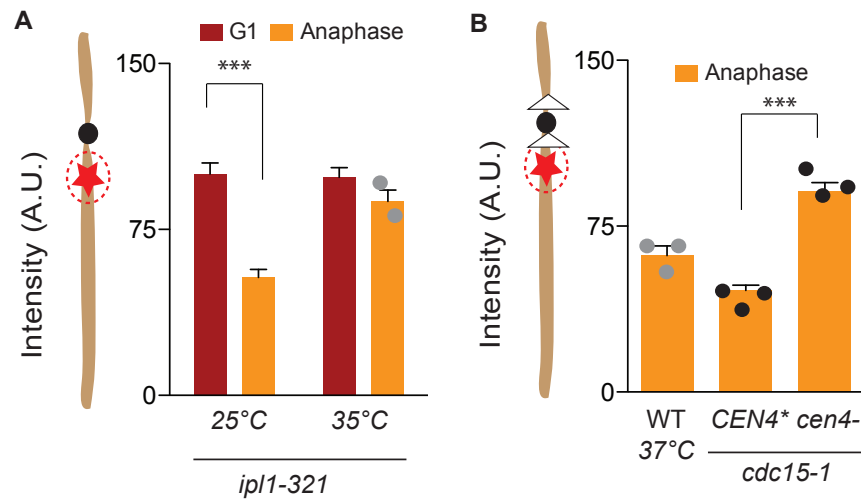 A
G1 Anaphase
Intensity (A.U.)
150
75
0
***
25°C 35°C
ipl1-321
B
Anaphase
Intensity (A.U.)
150
75
0
***
WT CEN4* cen4-
37°C
cdc15-1